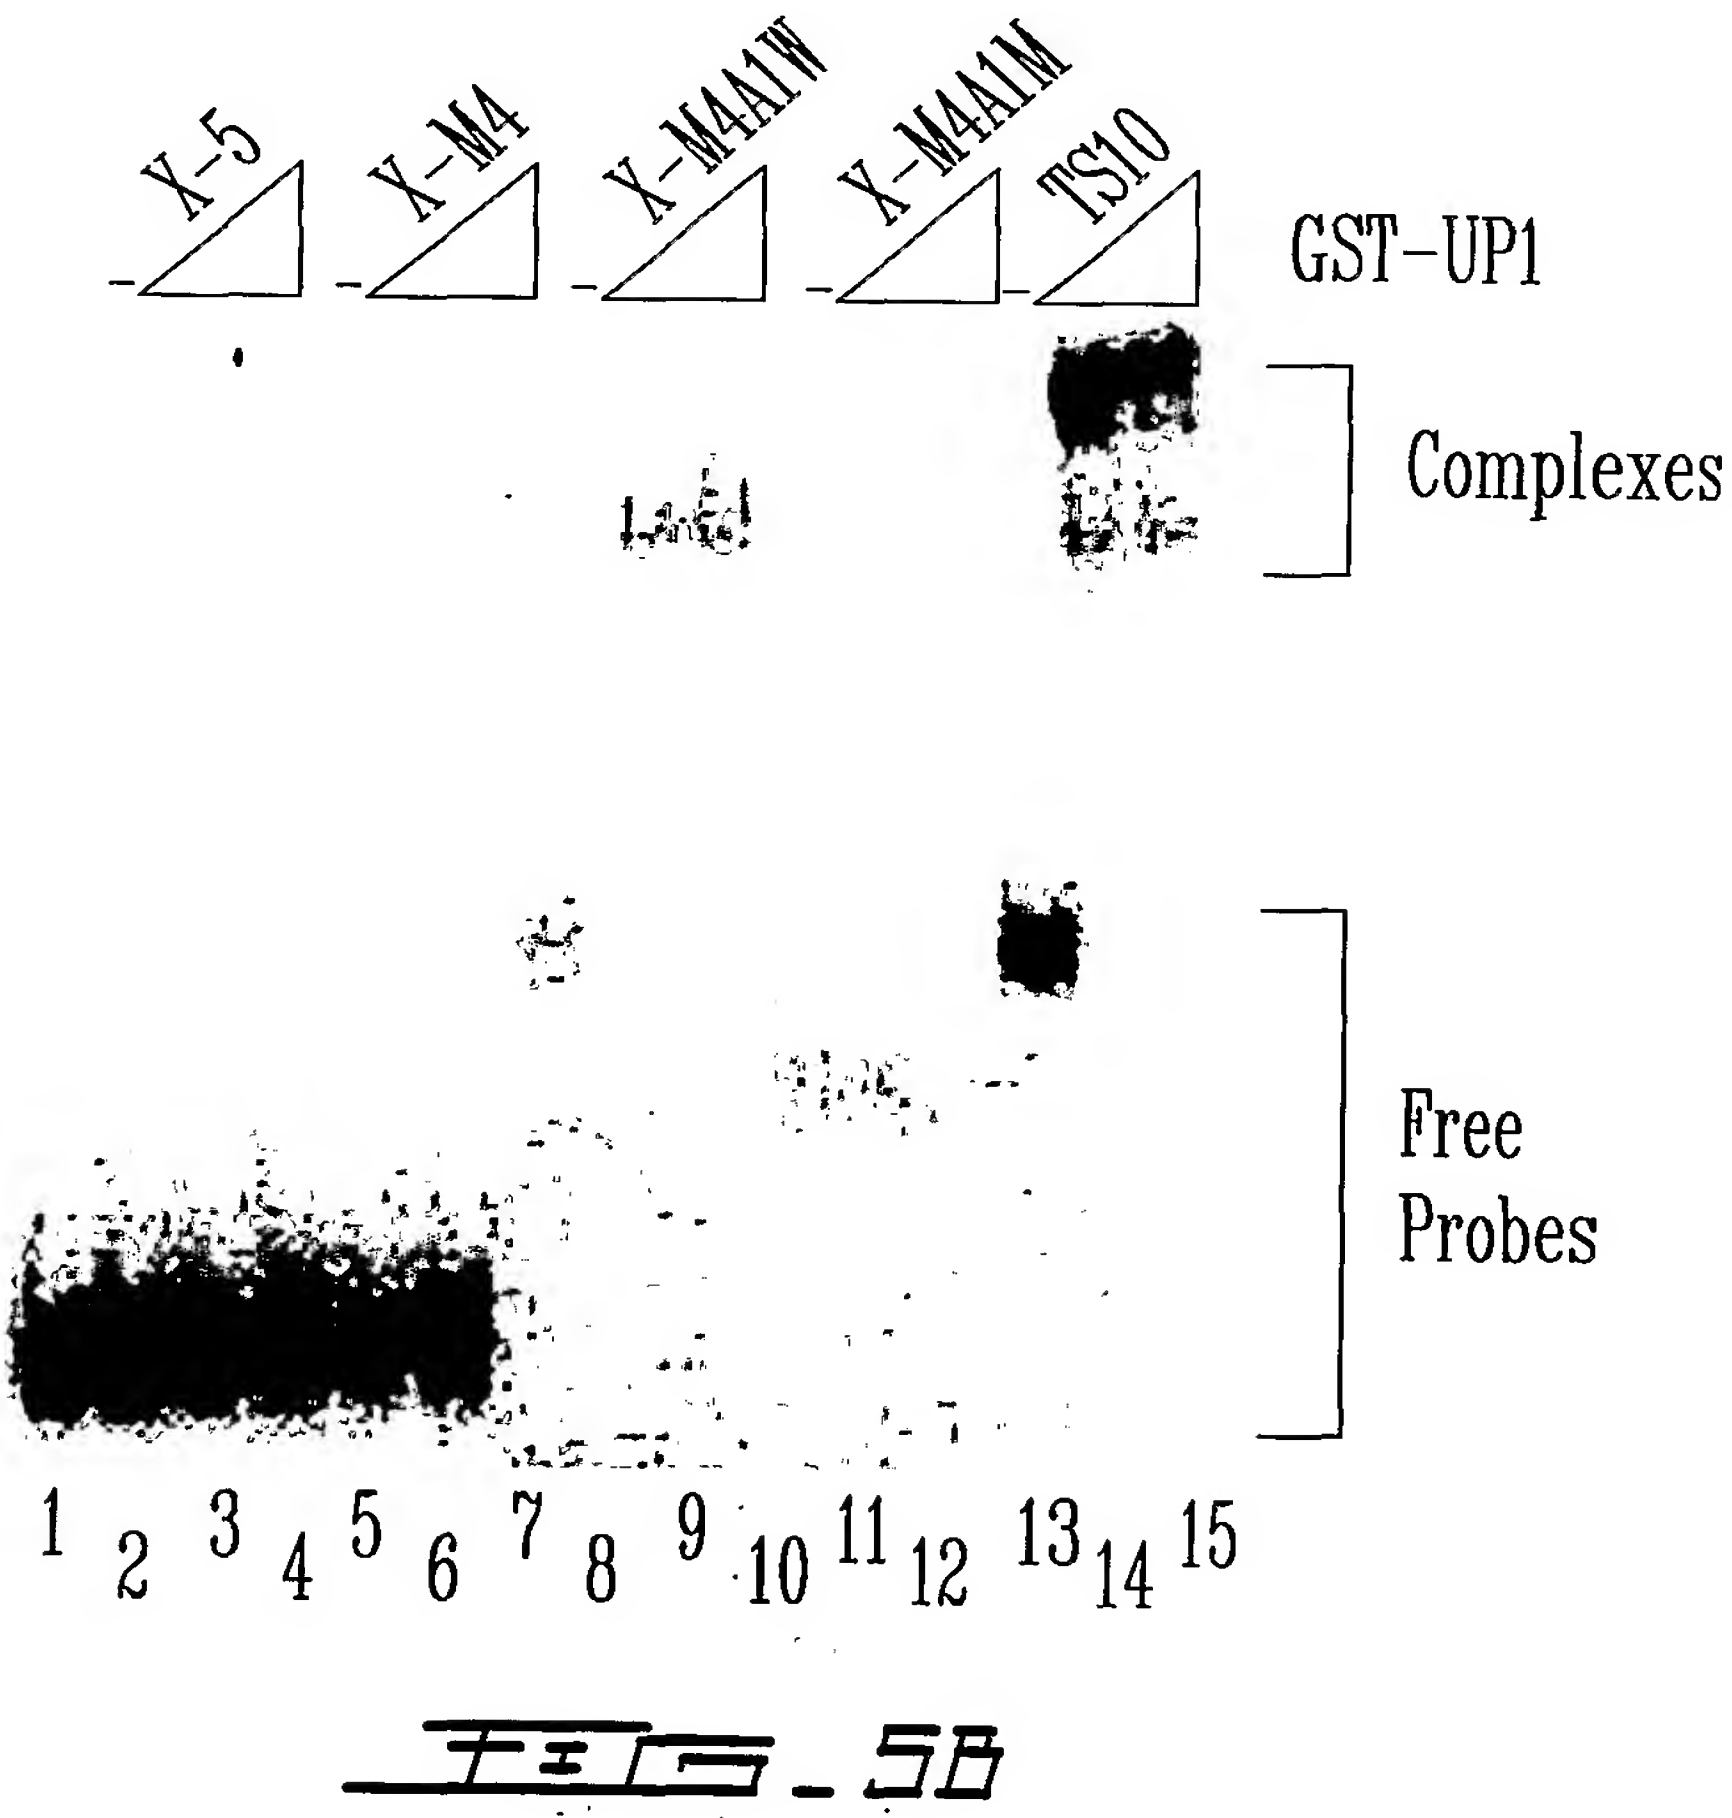 X-5 X-M4 X-M4A1W X-M4A1M TS10
- - - - - GST-UP1
Complexes
Free
Probes
1 2 3 4 5 6 7 8 9 10 11 12 13 14 15
FIG_5B